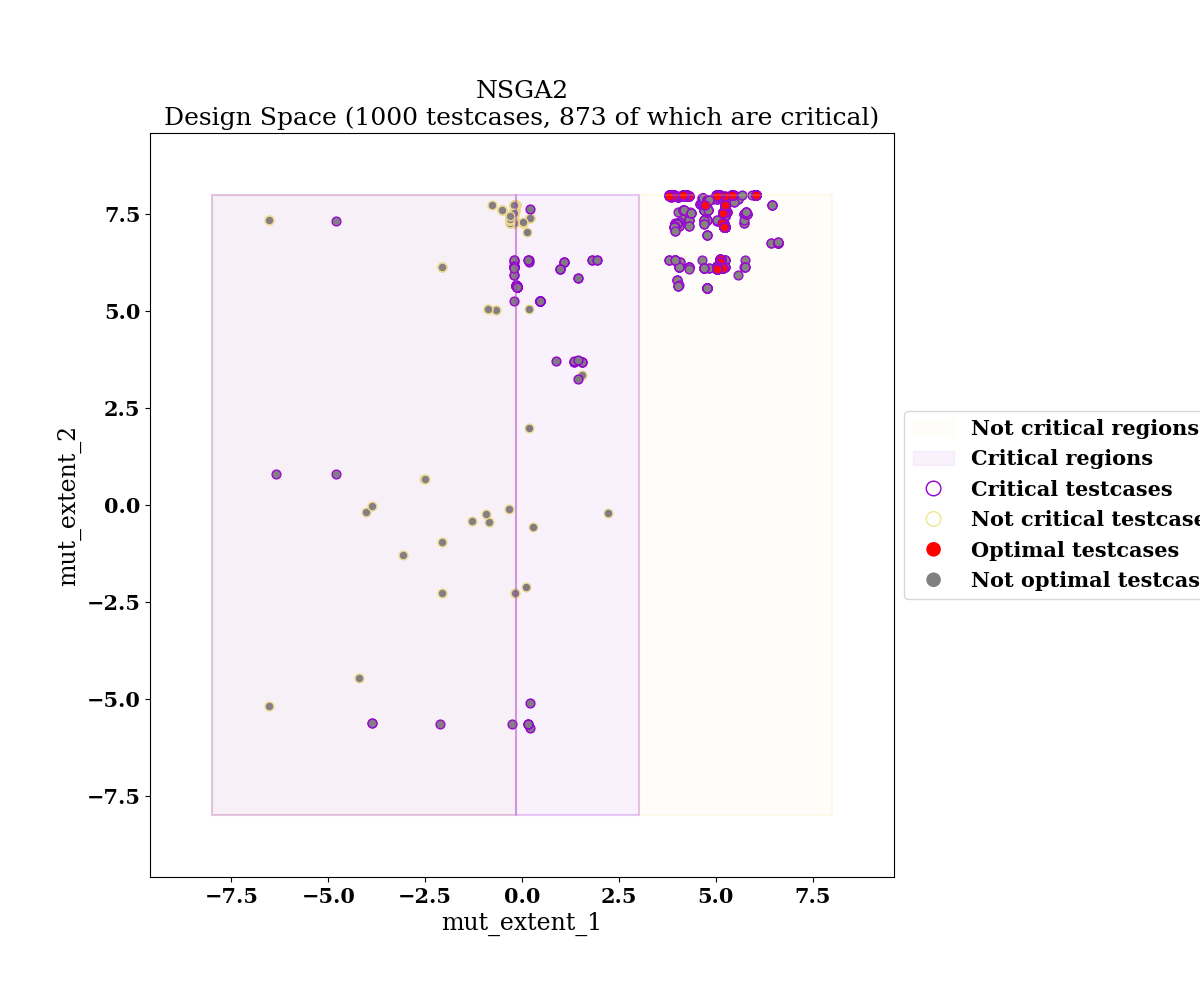 NSGA2
Design Space (1000 testcases, 873 of which are critical)
7.5
5.0
2.5
0.0
−2.5
−5.0
−7.5
mut_extent_2
−7.5
−5.0
−2.5
0.0
2.5
5.0
7.5
mut_extent_1
Not critical regions
Critical regions
Critical testcases
Not critical testcase
Optimal testcases
Not optimal testcas